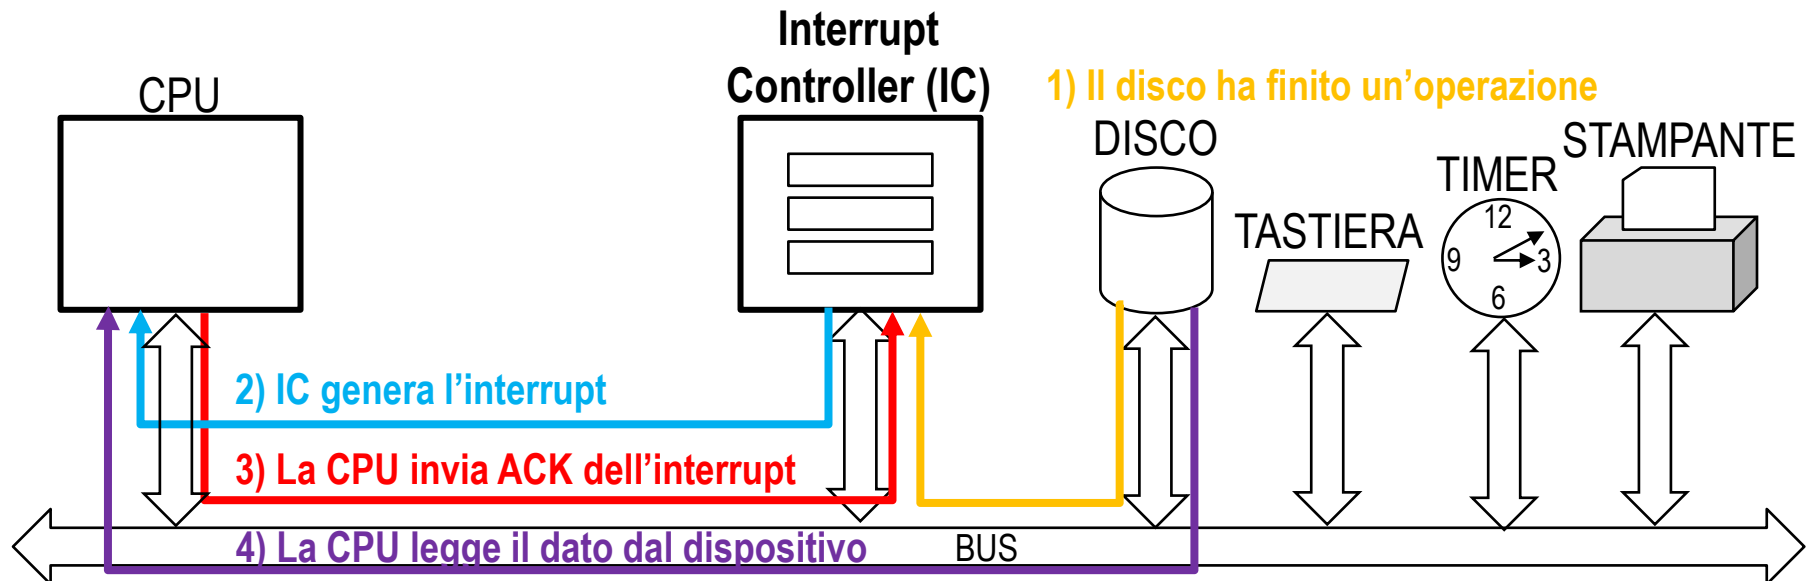 Interrupt
Controller (IC)
CPU
1) Il disco ha finito un'operazione
DISCO
STAMPANTE
TIMER
TASTIERA
12
9
3
6
2) IC genera l'interrupt
3) La CPU invia ACK dell'interrupt
4) La CPU legge il dato dal dispositivo
BUS